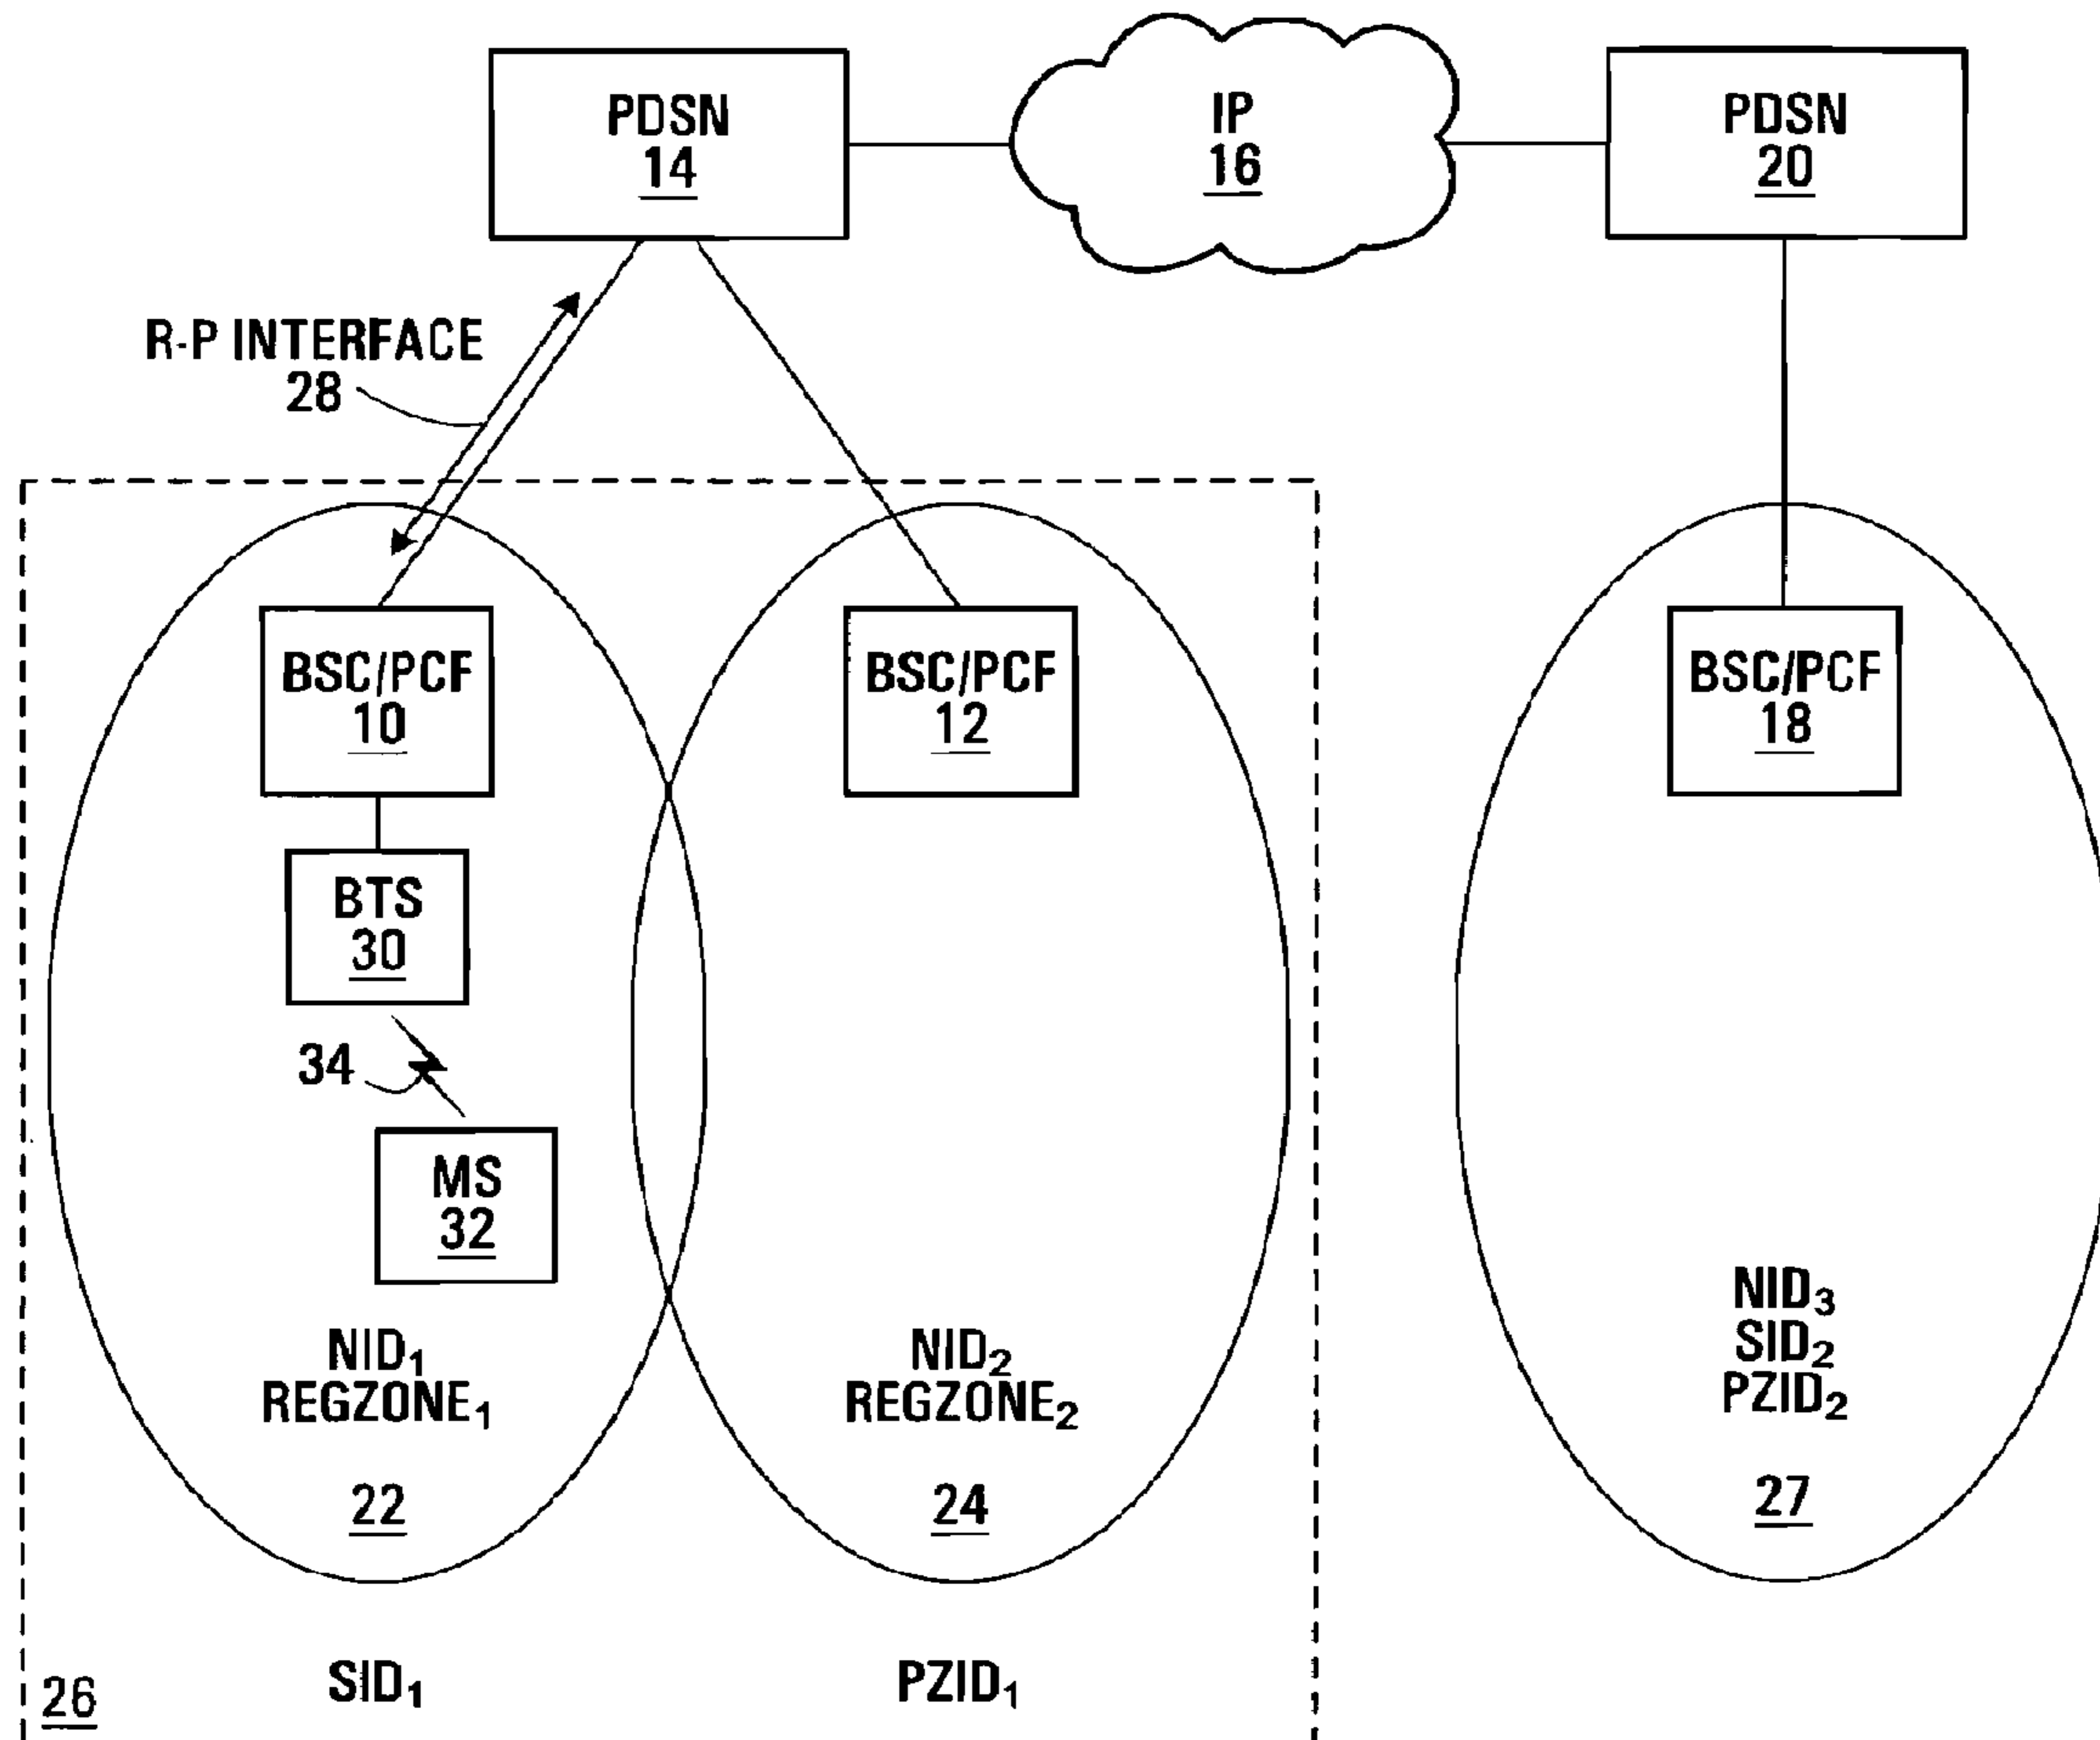 PDSN
14
IP
16
PDSN
20
R-P INTERFACE
28
BSC/PCF
10
BSC/PCF
12
BSC/PCF
18
BTS
30
34
MS
32
NID₁
REGZONE₁
22
NID₂
REGZONE₂
24
NID₃
SID₂
PZID₂
27
SID₁
PZID₁
26